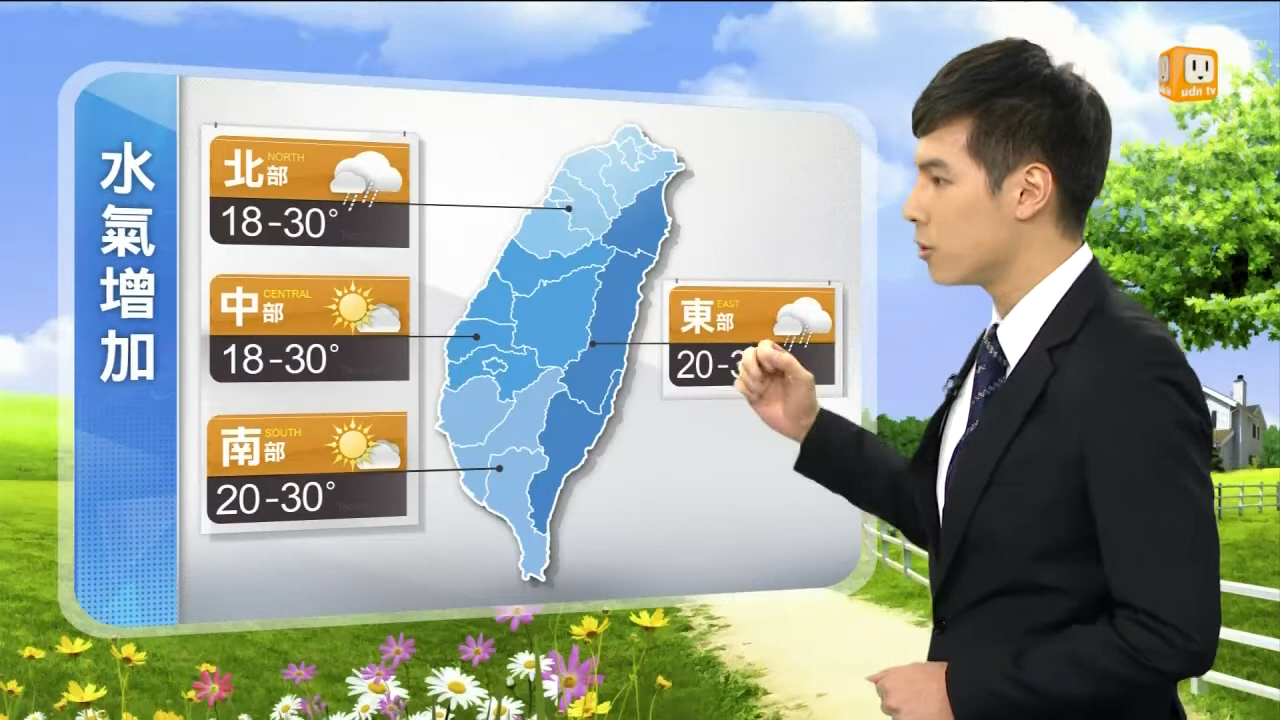 水氣增加
北部
NORTH
18-30°
中部
CENTRAL
18-30°
南部
SOUTH
20-30°
東部
EAST
20-3
udn tv